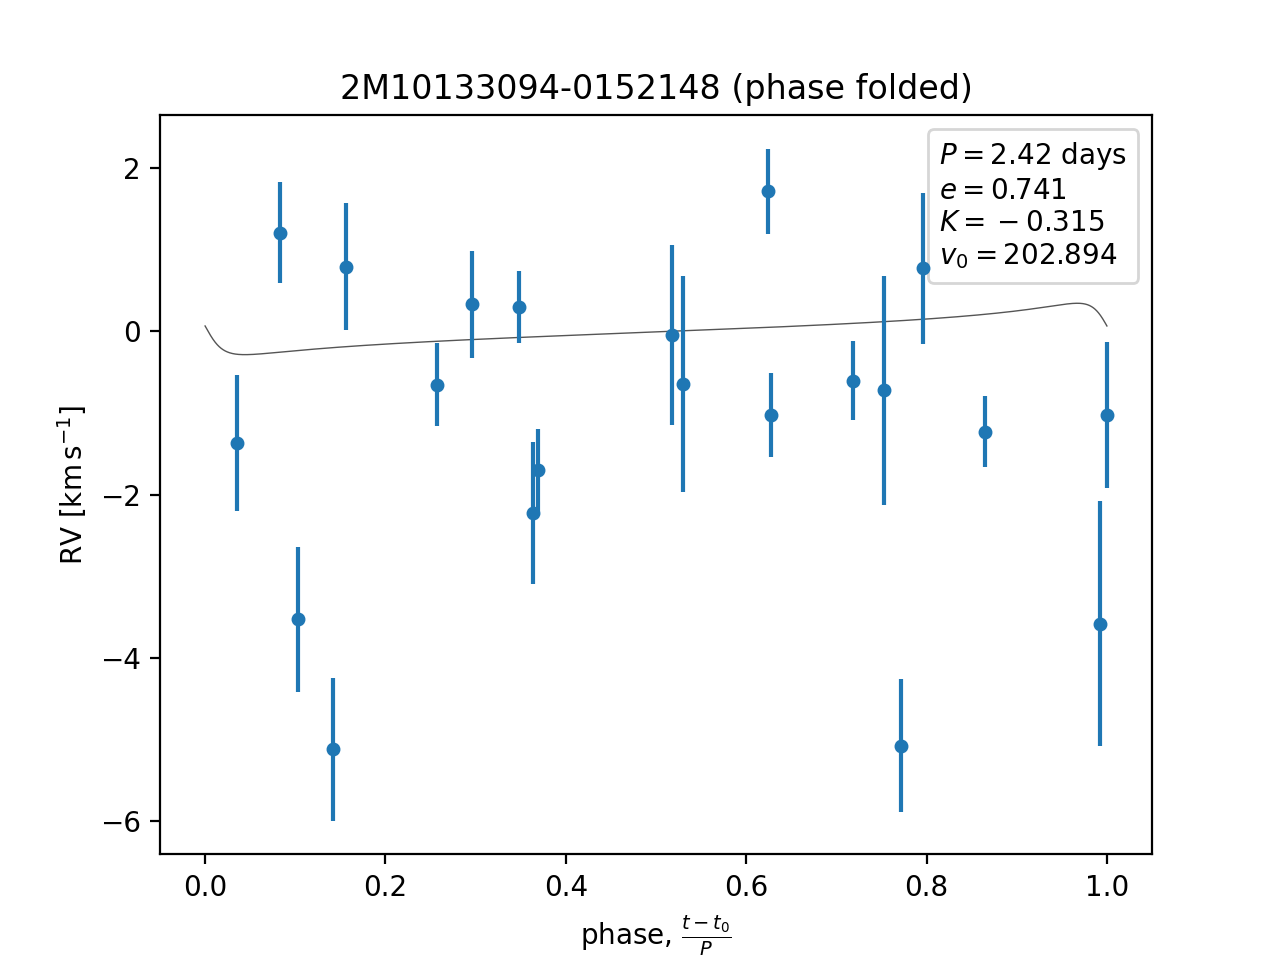 2M10133094-0152148 (phase folded)
P = 2.42 days
e = 0.741
K = −0.315
v₀ = 202.894
RV [km s⁻¹]
2
0
−2
−4
−6
0.0 0.2 0.4 0.6 0.8 1.0
phase, (t − t₀)/P